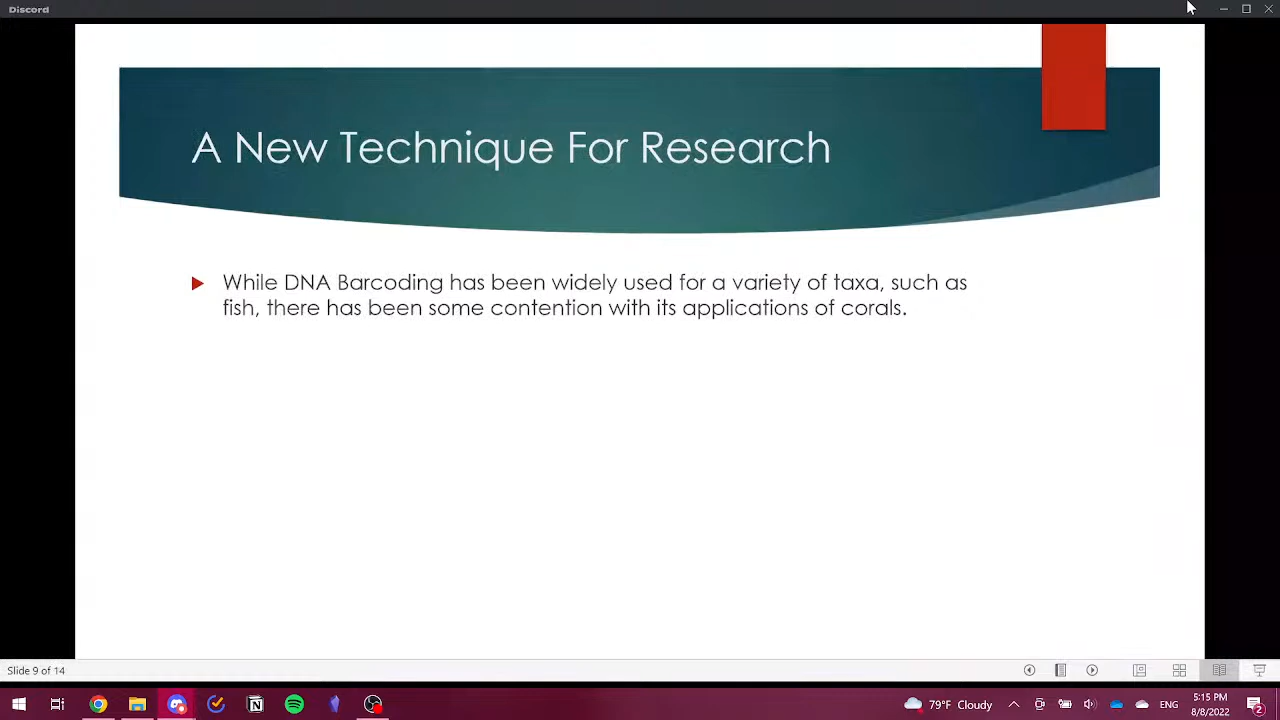 Discord
A New Technique For Research
While DNA Barcoding has been widely used for a variety of taxa, such as
fish, there has been some contention with its applications of corals.
Slide 9 of 14
79°F Cloudy
ENG
5:15 PM
8/8/2022
2